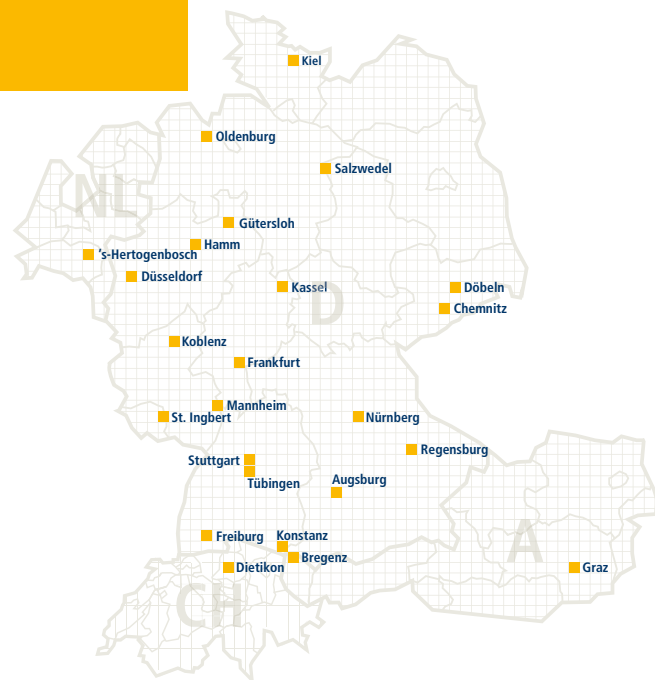 Kiel
Oldenburg
Salzwedel
NL
Gütersloh
Hamm
's-Hertogenbosch
Düsseldorf
Kassel
D
Döbeln
Chemnitz
Koblenz
Frankfurt
Mannheim
St. Ingbert
Nürnberg
Regensburg
Stuttgart
Tübingen
Augsburg
Freiburg
Konstanz
A
Bregenz
Dietikon
Graz
CH